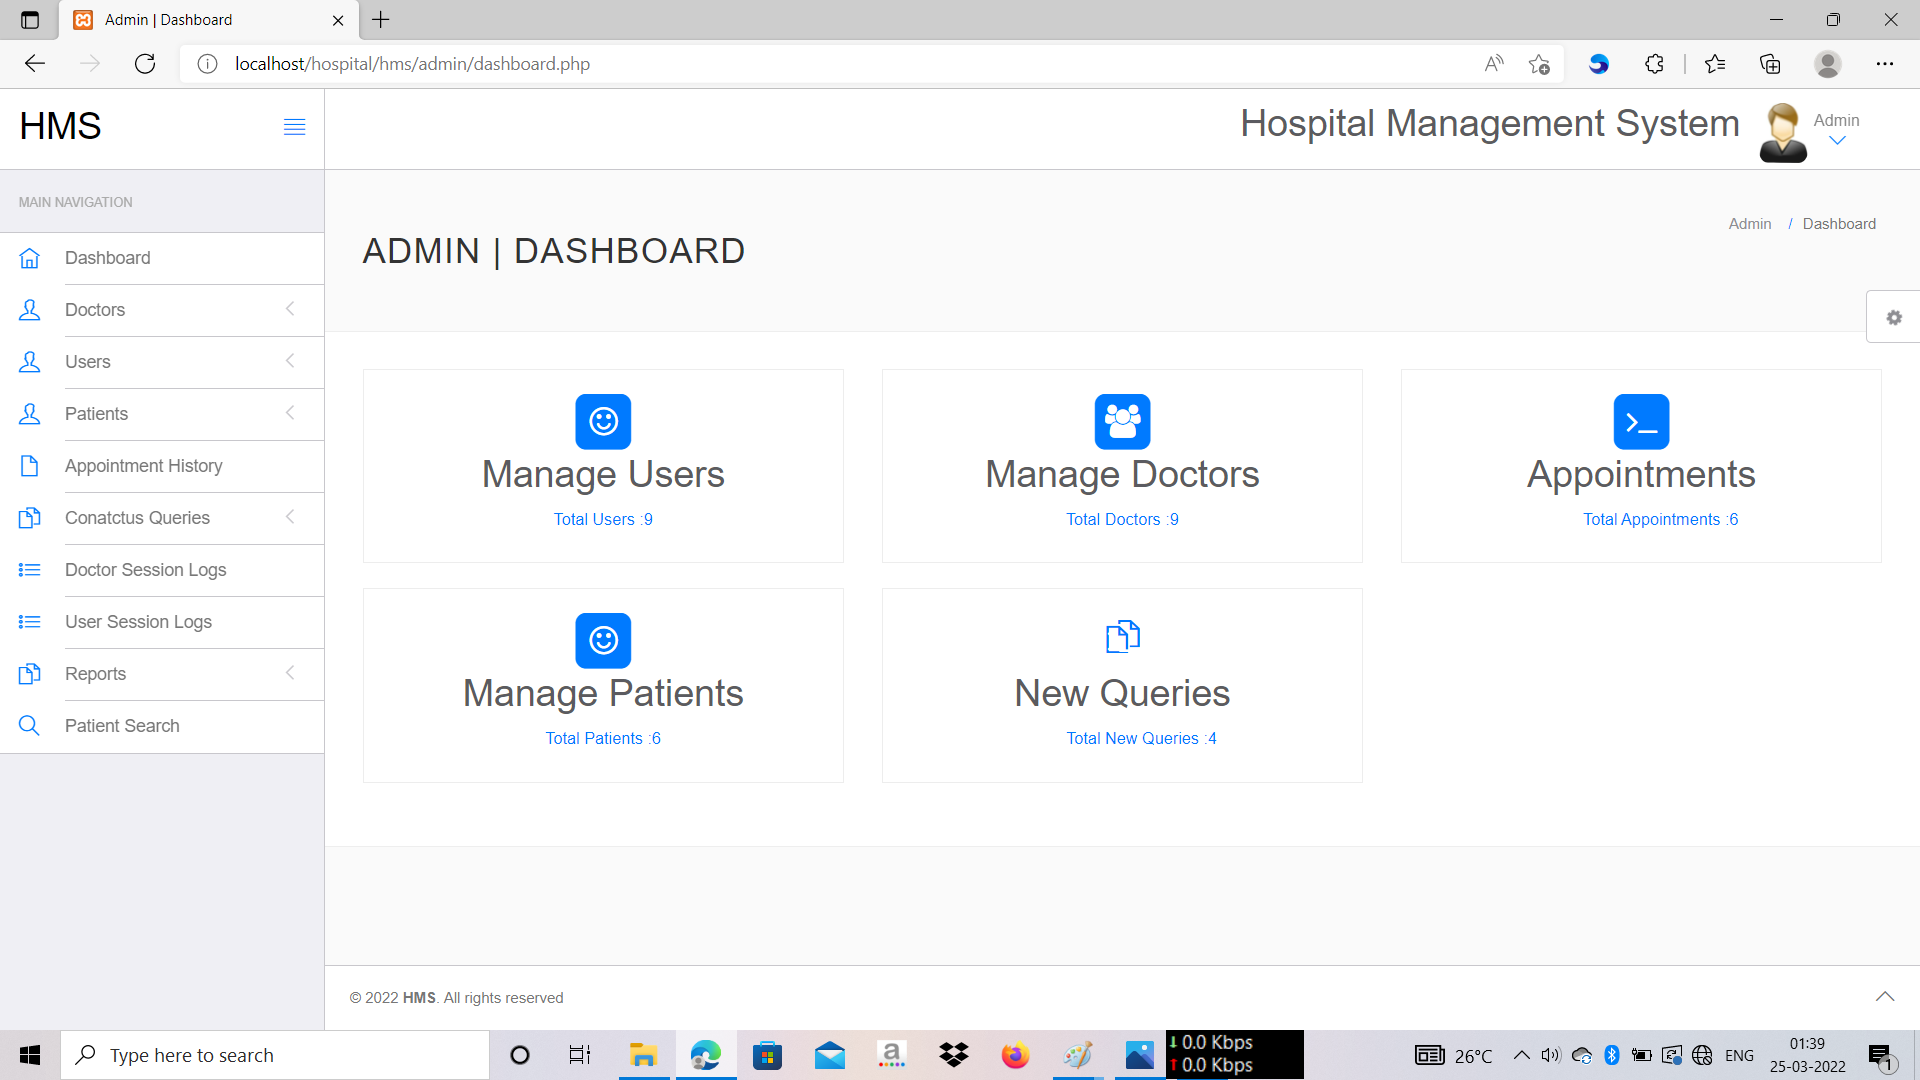 Admin | Dashboard
localhost/hospital/hms/admin/dashboard.php
HMS
Hospital Management System
Admin
MAIN NAVIGATION
Dashboard
Doctors
Users
Patients
Appointment History
Conatctus Queries
Doctor Session Logs
User Session Logs
Reports
Patient Search
Admin / Dashboard
ADMIN | DASHBOARD
Manage Users
Total Users :9
Manage Doctors
Total Doctors :9
Appointments
Total Appointments :6
Manage Patients
Total Patients :6
New Queries
Total New Queries :4
© 2022 HMS. All rights reserved
Type here to search
a
0.0 Kbps
0.0 Kbps
26°C
ENG
01:39
25-03-2022
1